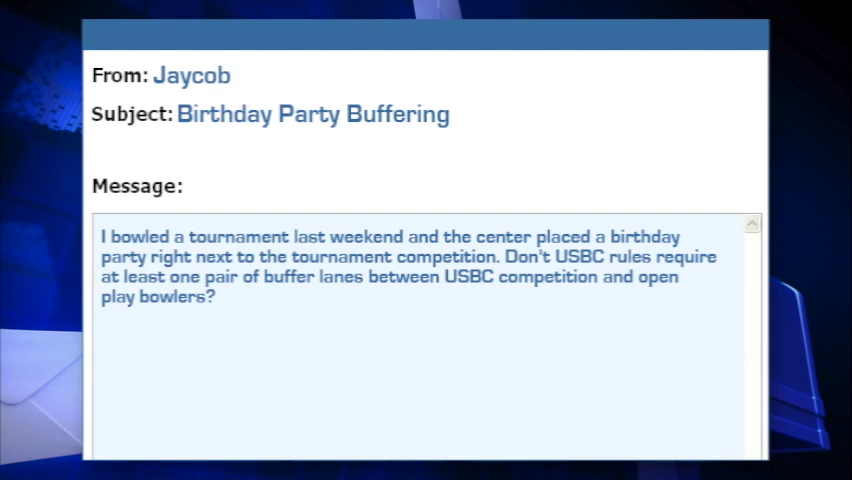 From: Jaycob
Subject: Birthday Party Buffering
Message:
I bowled a tournament last weekend and the center placed a birthday
party right next to the tournament competition. Don't USBC rules require
at least one pair of buffer lanes between USBC competition and open
play bowlers?